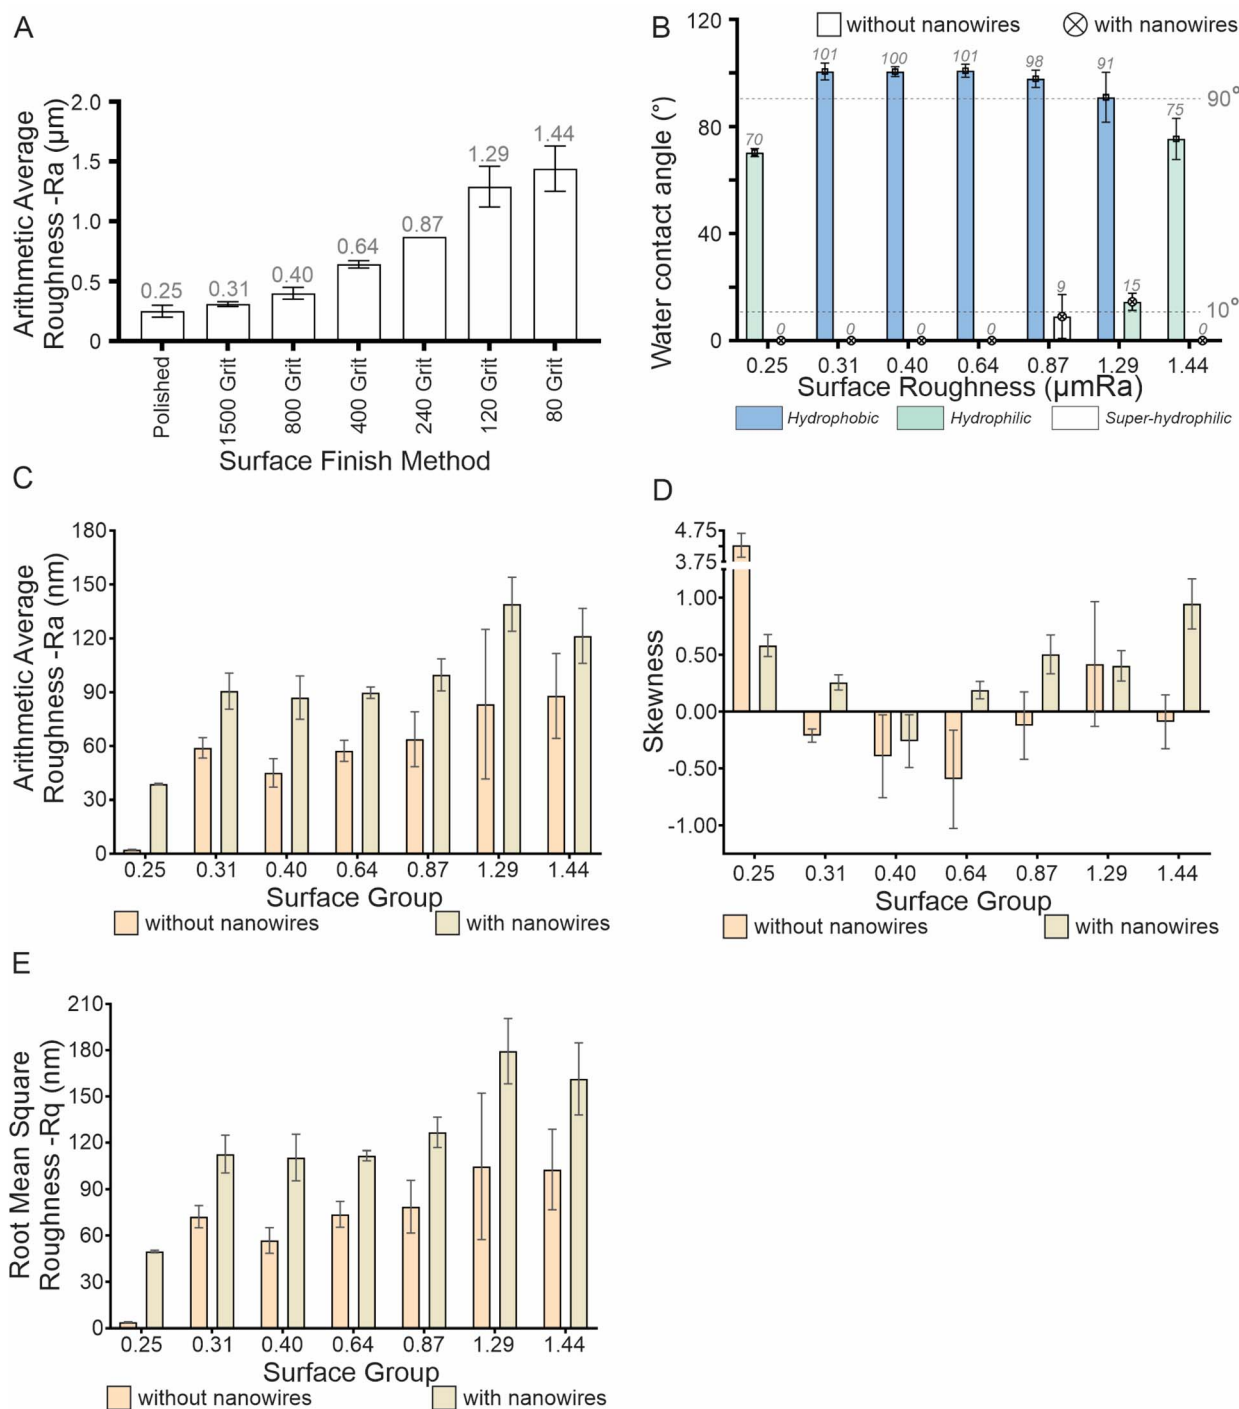 A
Arithmetic Average
Roughness -Ra (µm)
2.0
1.5
1.0
0.5
0
0.25
0.31
0.40
0.64
0.87
1.29
1.44
Polished
1500 Grit
800 Grit
400 Grit
240 Grit
120 Grit
80 Grit
Surface Finish Method
B
without nanowires
with nanowires
Water contact angle (°)
120
80
40
0
70 0
101 0
100 0
101 0
98 9
91 15
75 0
90°
10°
0.25 0.31 0.40 0.64 0.87 1.29 1.44
Surface Roughness (µmRa)
Hydrophobic Hydrophilic Super-hydrophilic
C
Arithmetic Average
Roughness -Ra (nm)
180
150
120
90
60
30
0
0.25 0.31 0.40 0.64 0.87 1.29 1.44
Surface Group
without nanowires with nanowires
D
Skewness
4.75
3.75
1.00
0.50
0.00
-0.50
-1.00
0.25 0.31 0.40 0.64 0.87 1.29 1.44
Surface Group
without nanowires with nanowires
E
Root Mean Square
Roughness -Rq (nm)
210
180
150
120
90
60
30
0
0.25 0.31 0.40 0.64 0.87 1.29 1.44
Surface Group
without nanowires with nanowires